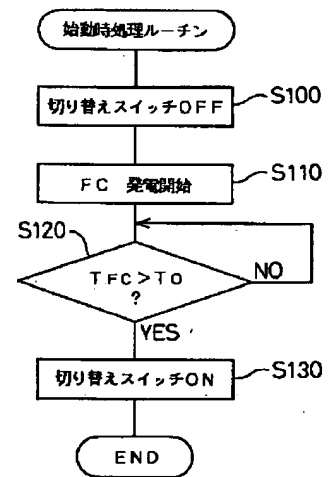 始動時処理ルーチン
切り替えスイッチOFF
S100
FC 発電開始
S110
S120
TFC>TO
?
NO
YES
切り替えスイッチON
S130
END